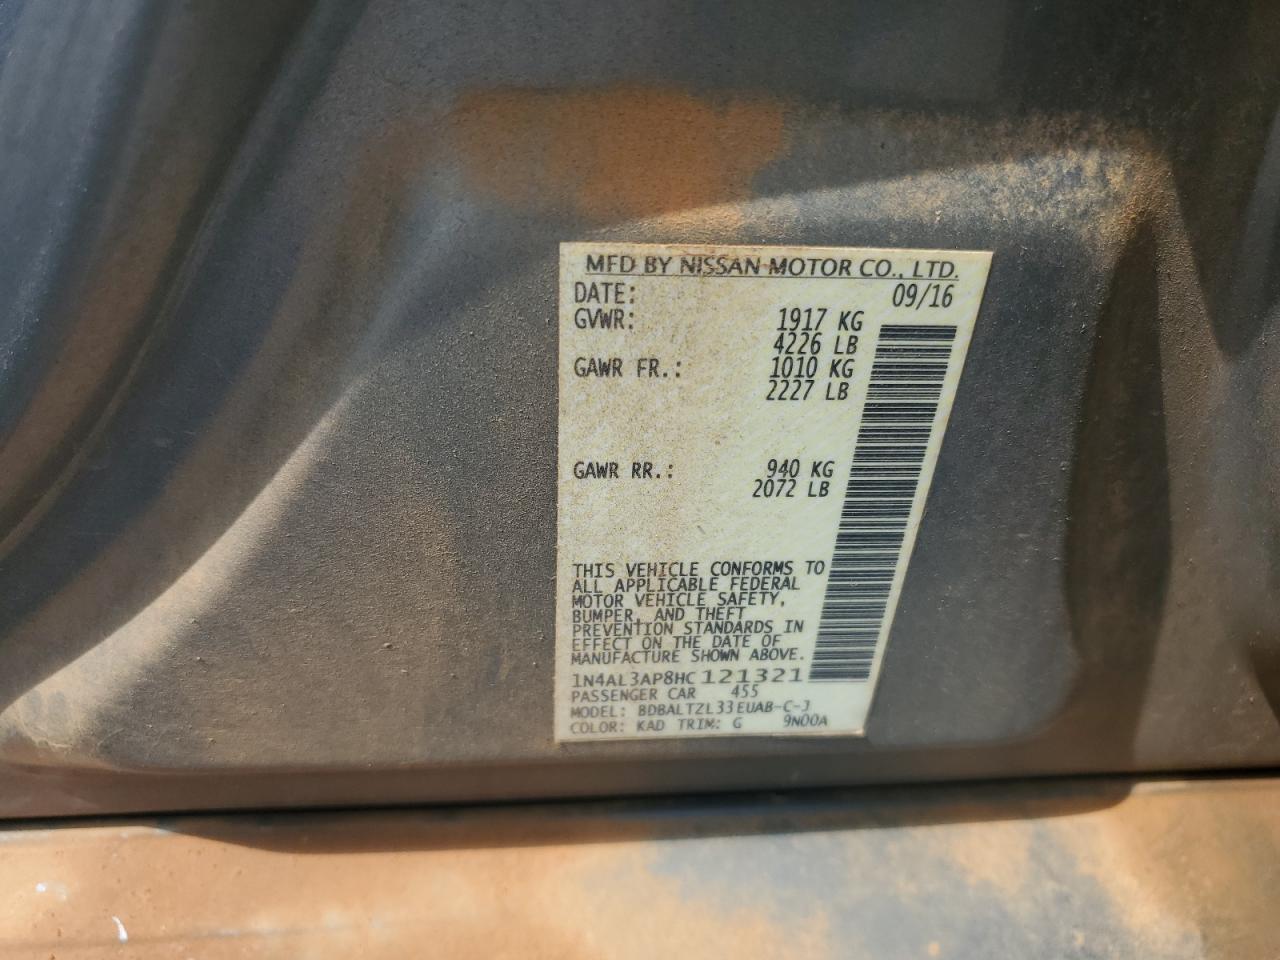 MFD BY NISSAN MOTOR CO., LTD.
DATE: 09/16
GVWR: 1917 KG
4226 LB
GAWR FR.: 1010 KG
2227 LB
GAWR RR.: 940 KG
2072 LB
THIS VEHICLE CONFORMS TO
ALL APPLICABLE FEDERAL
MOTOR VEHICLE SAFETY,
BUMPER, AND THEFT
PREVENTION STANDARDS IN
EFFECT ON THE DATE OF
MANUFACTURE SHOWN ABOVE.
1N4AL3AP8HC121321
PASSENGER CAR 455
MODEL: BDBALTZL33EUAB-C-J
COLOR: KAD TRIM: G 9N00A